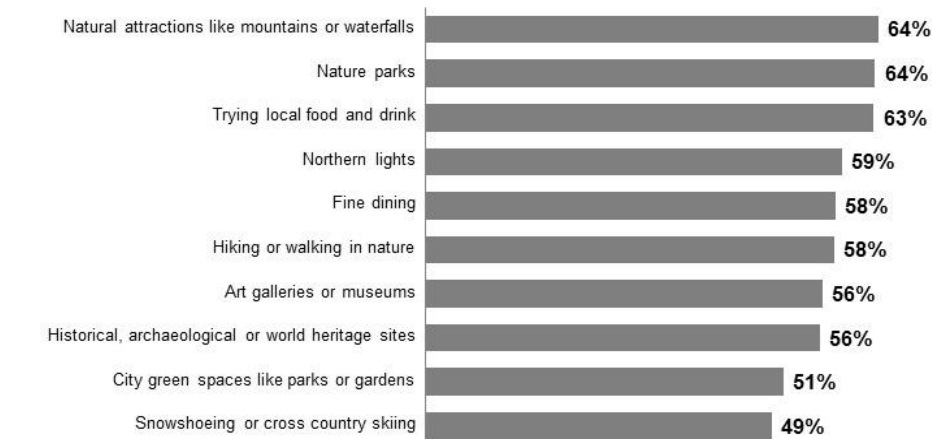 Natural attractions like mountains or waterfalls 64%
Nature parks 64%
Trying local food and drink 63%
Northern lights 59%
Fine dining 58%
Hiking or walking in nature 58%
Art galleries or museums 56%
Historical, archaeological or world heritage sites 56%
City green spaces like parks or gardens 51%
Snowshoeing or cross country skiing 49%